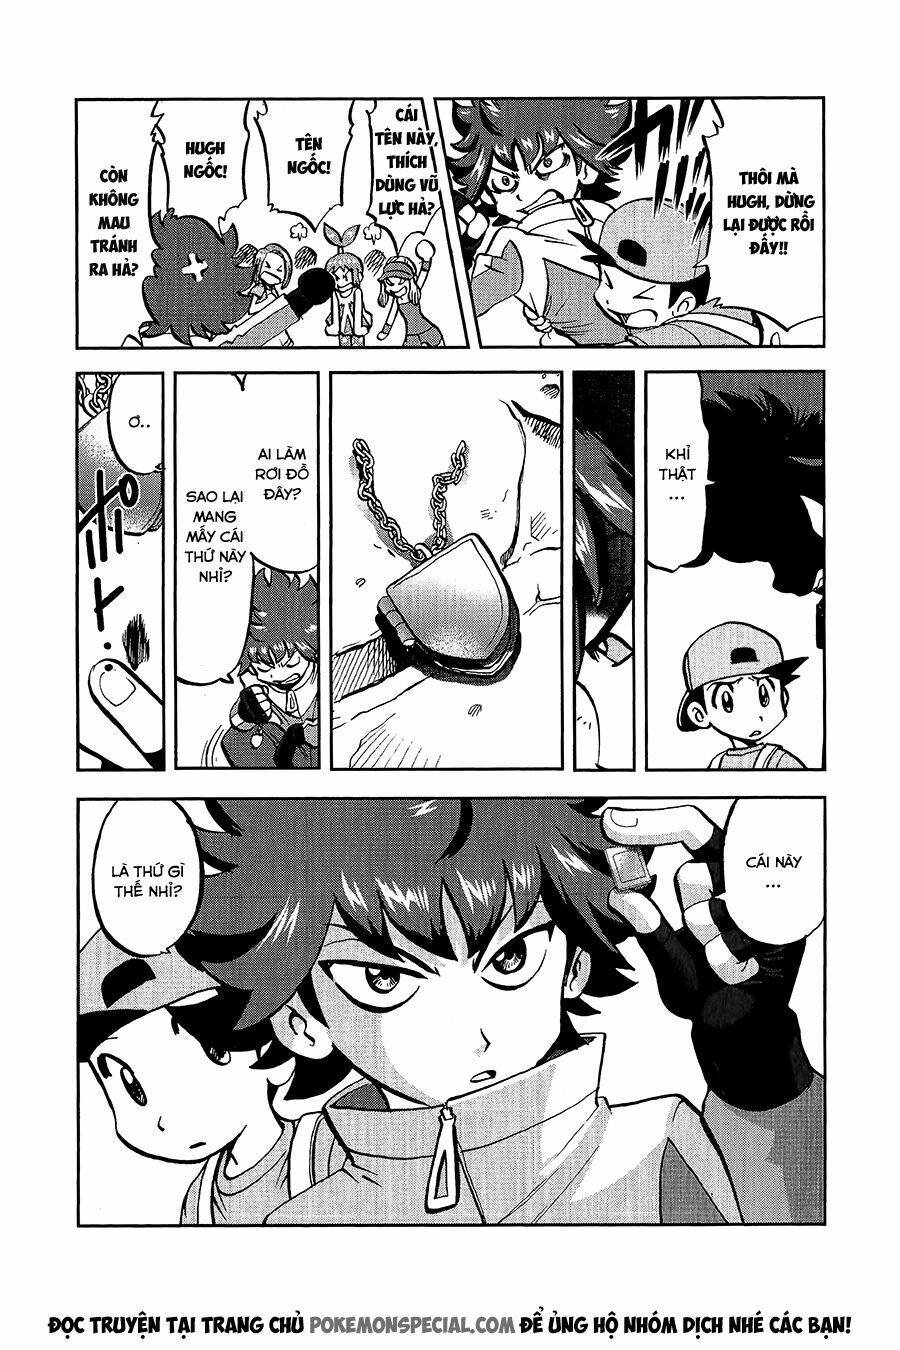 THÔI MÀ
HUGH, DỪNG
LẠI ĐƯỢC RỒI
ĐẤY!!
CÁI
TÊN NÀY,
THÍCH
DÙNG VŨ
LỰC HẢ?
TÊN
NGỐC!
HUGH
NGỐC!
CÒN
KHÔNG
MAU
TRÁNH
RA HẢ?
KHỈ
THẬT
...
AI LÀM
RƠI ĐỒ
ĐÂY?
SAO LẠI
MANG
MẤY CÁI
THỨ NÀY
NHỈ?
Ơ..
CÁI NÀY
...
LÀ THỨ GÌ
THẾ NHỈ?
ĐỌC TRUYỆN TẠI TRANG CHỦ POKEMONSPECIAL.COM ĐỂ ỦNG HỘ NHÓM DỊCH NHÉ CÁC BẠN!